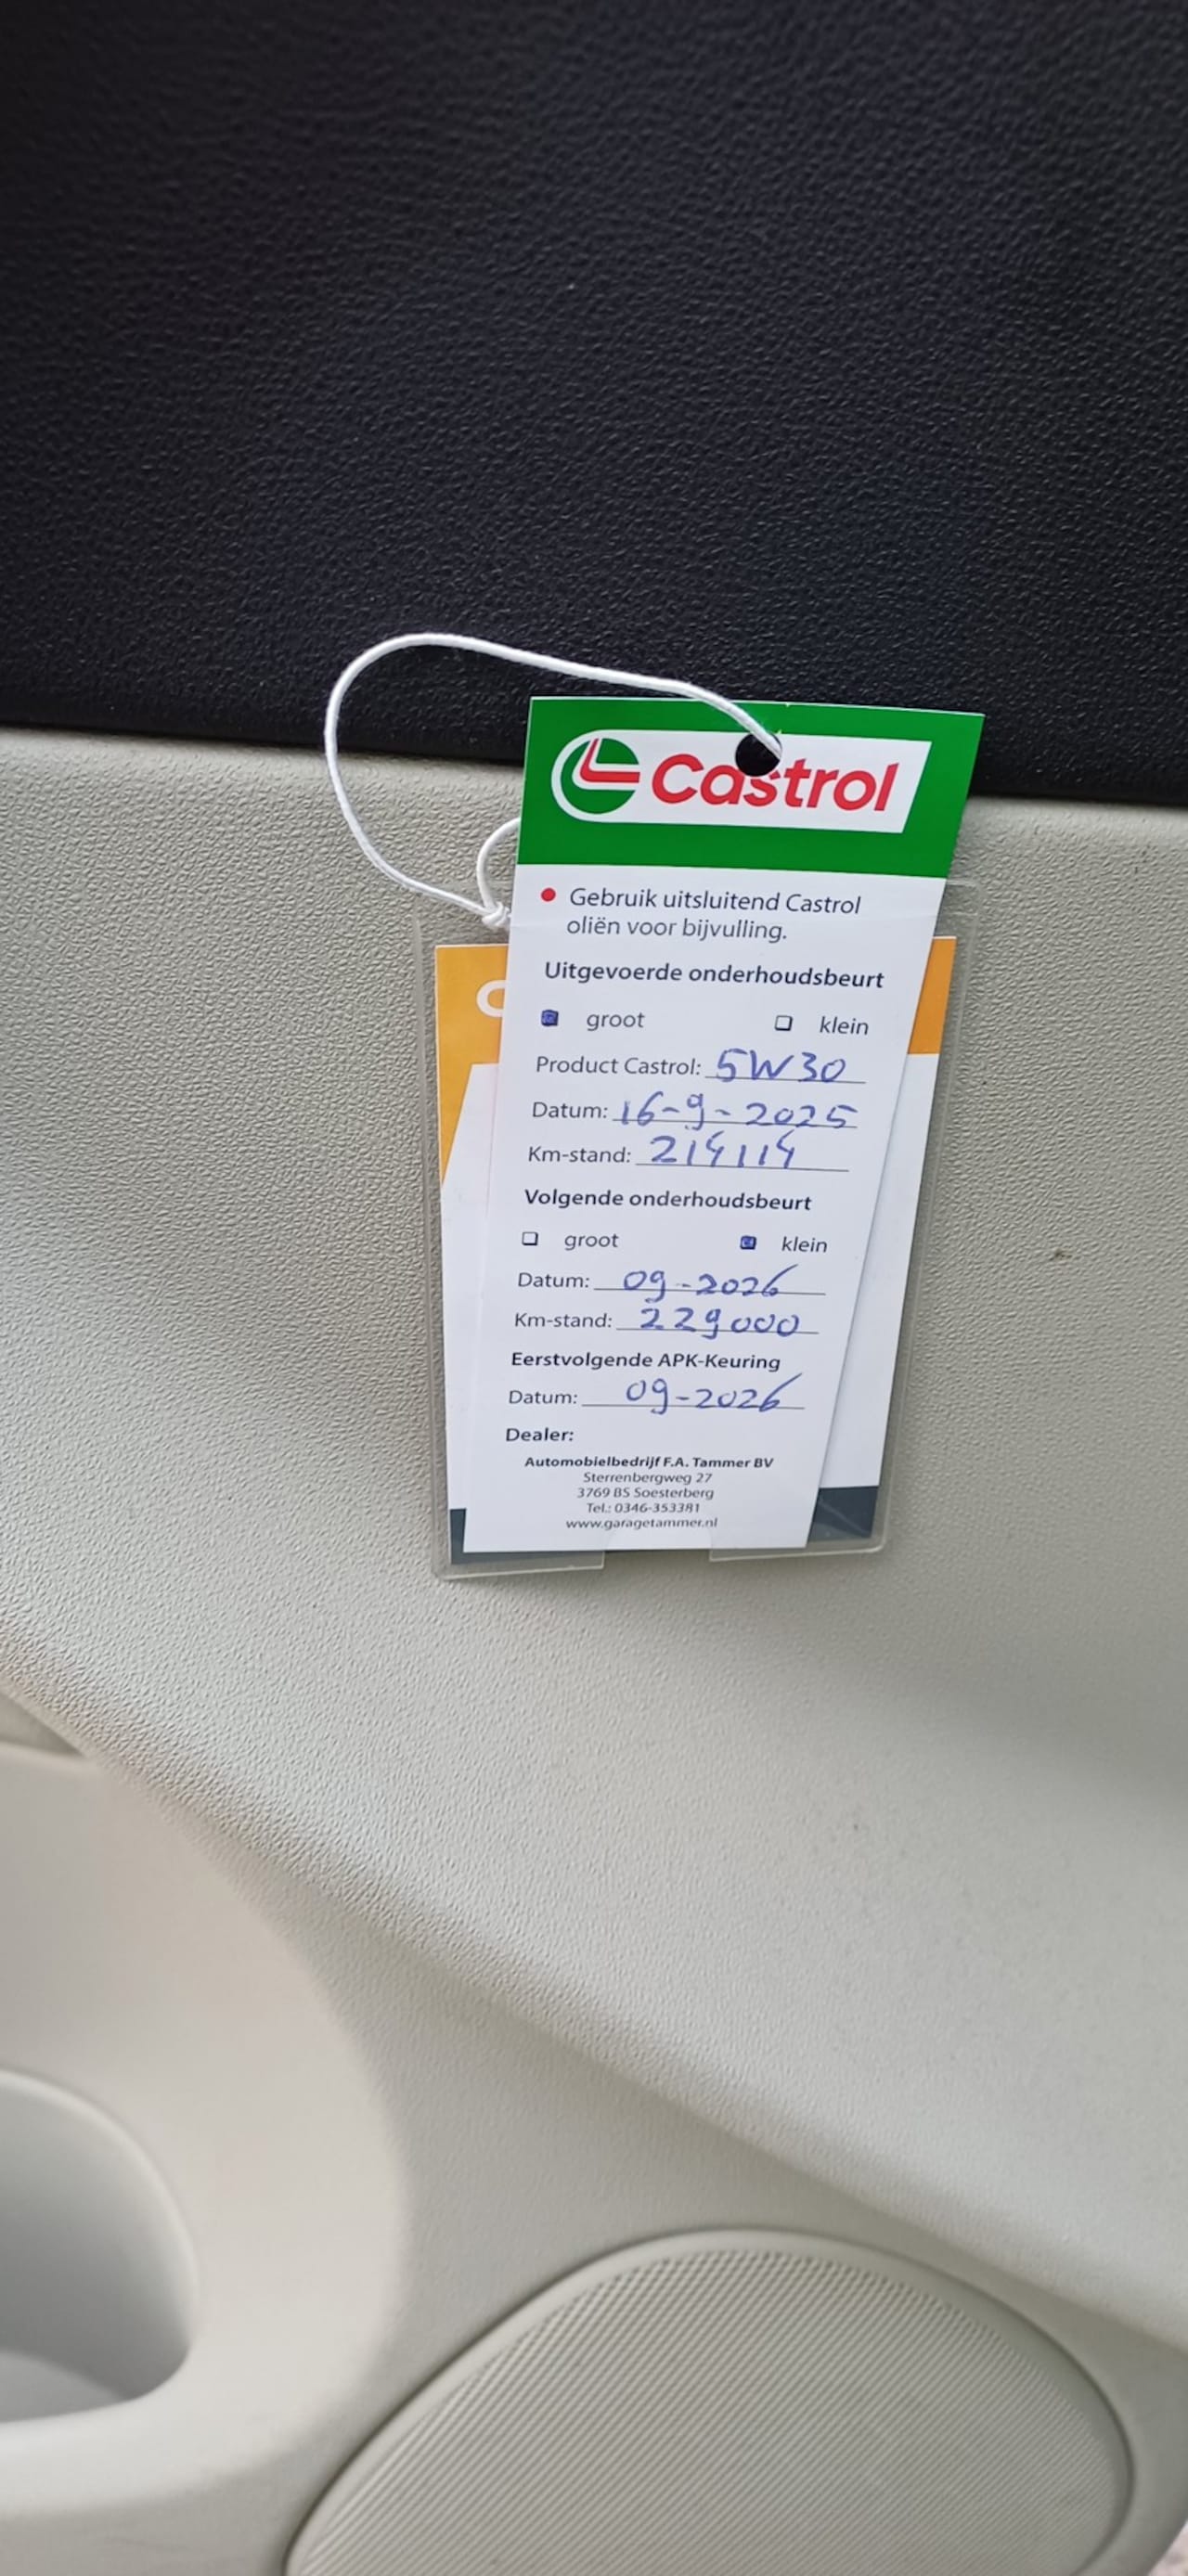 Castrol
Gebruik uitsluitend Castrol
oliën voor bijvulling.
Uitgevoerde onderhoudsbeurt
groot klein
Product Castrol: 5W30
Datum: 16-9-2025
Km-stand: 214114
Volgende onderhoudsbeurt
groot klein
Datum: 09-2026
Km-stand: 229000
Eerstvolgende APK-Keuring
Datum: 09-2026
Dealer:
Automobielbedrijf F.A. Tammer BV
Sterrenbergweg 27
3769 BS Soesterberg
Tel.: 0346-353381
www.garagetammer.nl